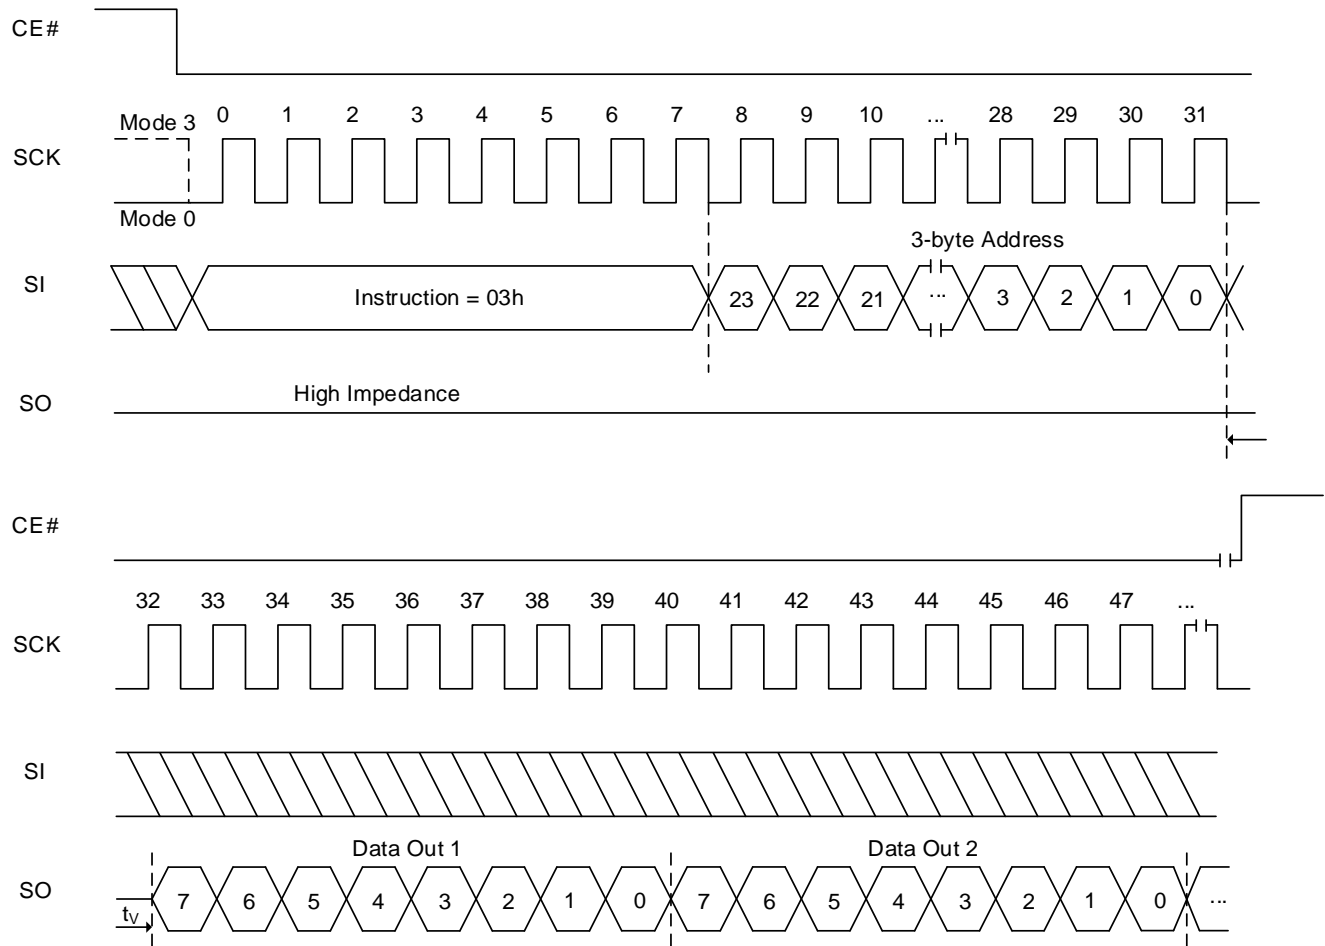 CE#
0 1 2 3 4 5 6 7 8 9 10 ... 28 29 30 31
Mode 3
SCK
Mode 0
3-byte Address
SI
Instruction = 03h 23 22 21 ... 3 2 1 0
High Impedance
SO
CE#
32 33 34 35 36 37 38 39 40 41 42 43 44 45 46 47 ...
SCK
SI
Data Out 1 Data Out 2
SO
7 6 5 4 3 2 1 0 7 6 5 4 3 2 1 0 ...
tV